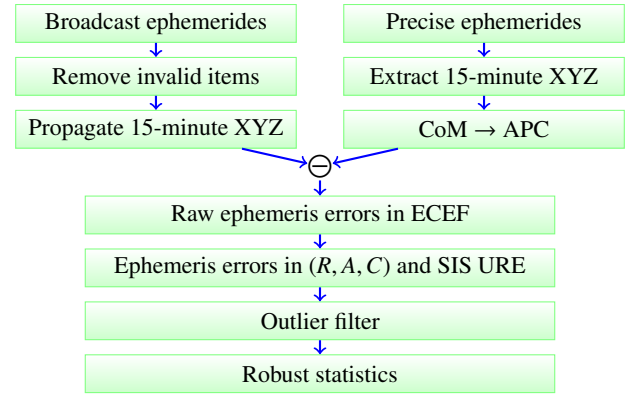 Broadcast ephemerides
Precise ephemerides
Remove invalid items
Extract 15-minute XYZ
Propagate 15-minute XYZ
CoM → APC
−
Raw ephemeris errors in ECEF
Ephemeris errors in (R, A, C) and SIS URE
Outlier filter
Robust statistics